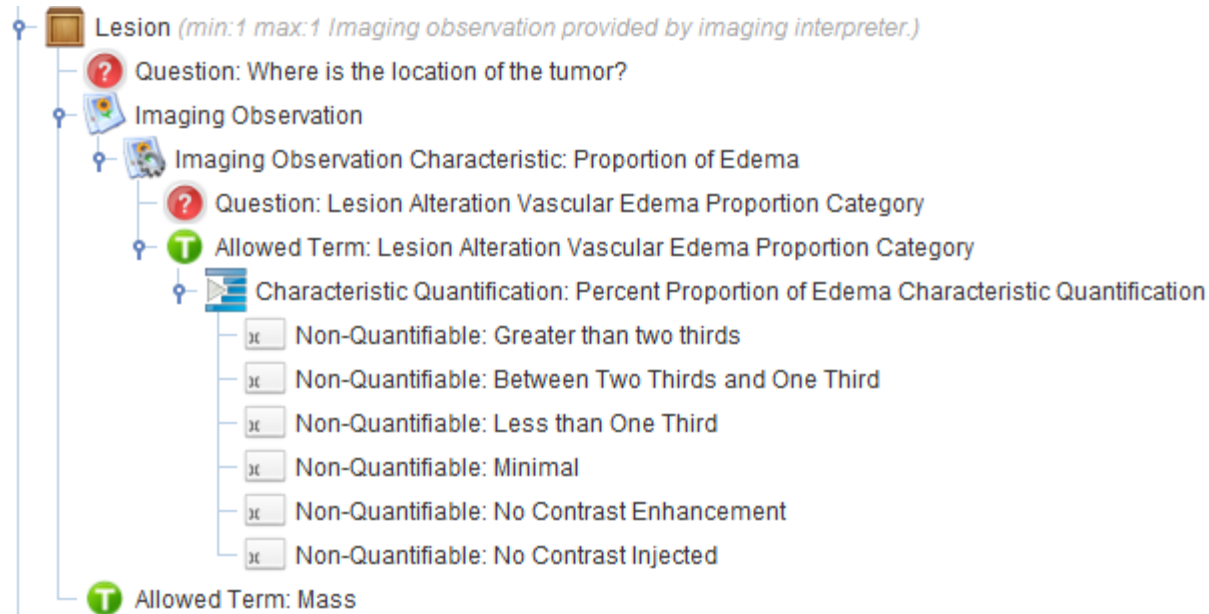 Lesion (min:1 max:1 Imaging observation provided by imaging interpreter.)
Question: Where is the location of the tumor?
Imaging Observation
Imaging Observation Characteristic: Proportion of Edema
Question: Lesion Alteration Vascular Edema Proportion Category
Allowed Term: Lesion Alteration Vascular Edema Proportion Category
Characteristic Quantification: Percent Proportion of Edema Characteristic Quantification
Non-Quantifiable: Greater than two thirds
Non-Quantifiable: Between Two Thirds and One Third
Non-Quantifiable: Less than One Third
Non-Quantifiable: Minimal
Non-Quantifiable: No Contrast Enhancement
Non-Quantifiable: No Contrast Injected
Allowed Term: Mass